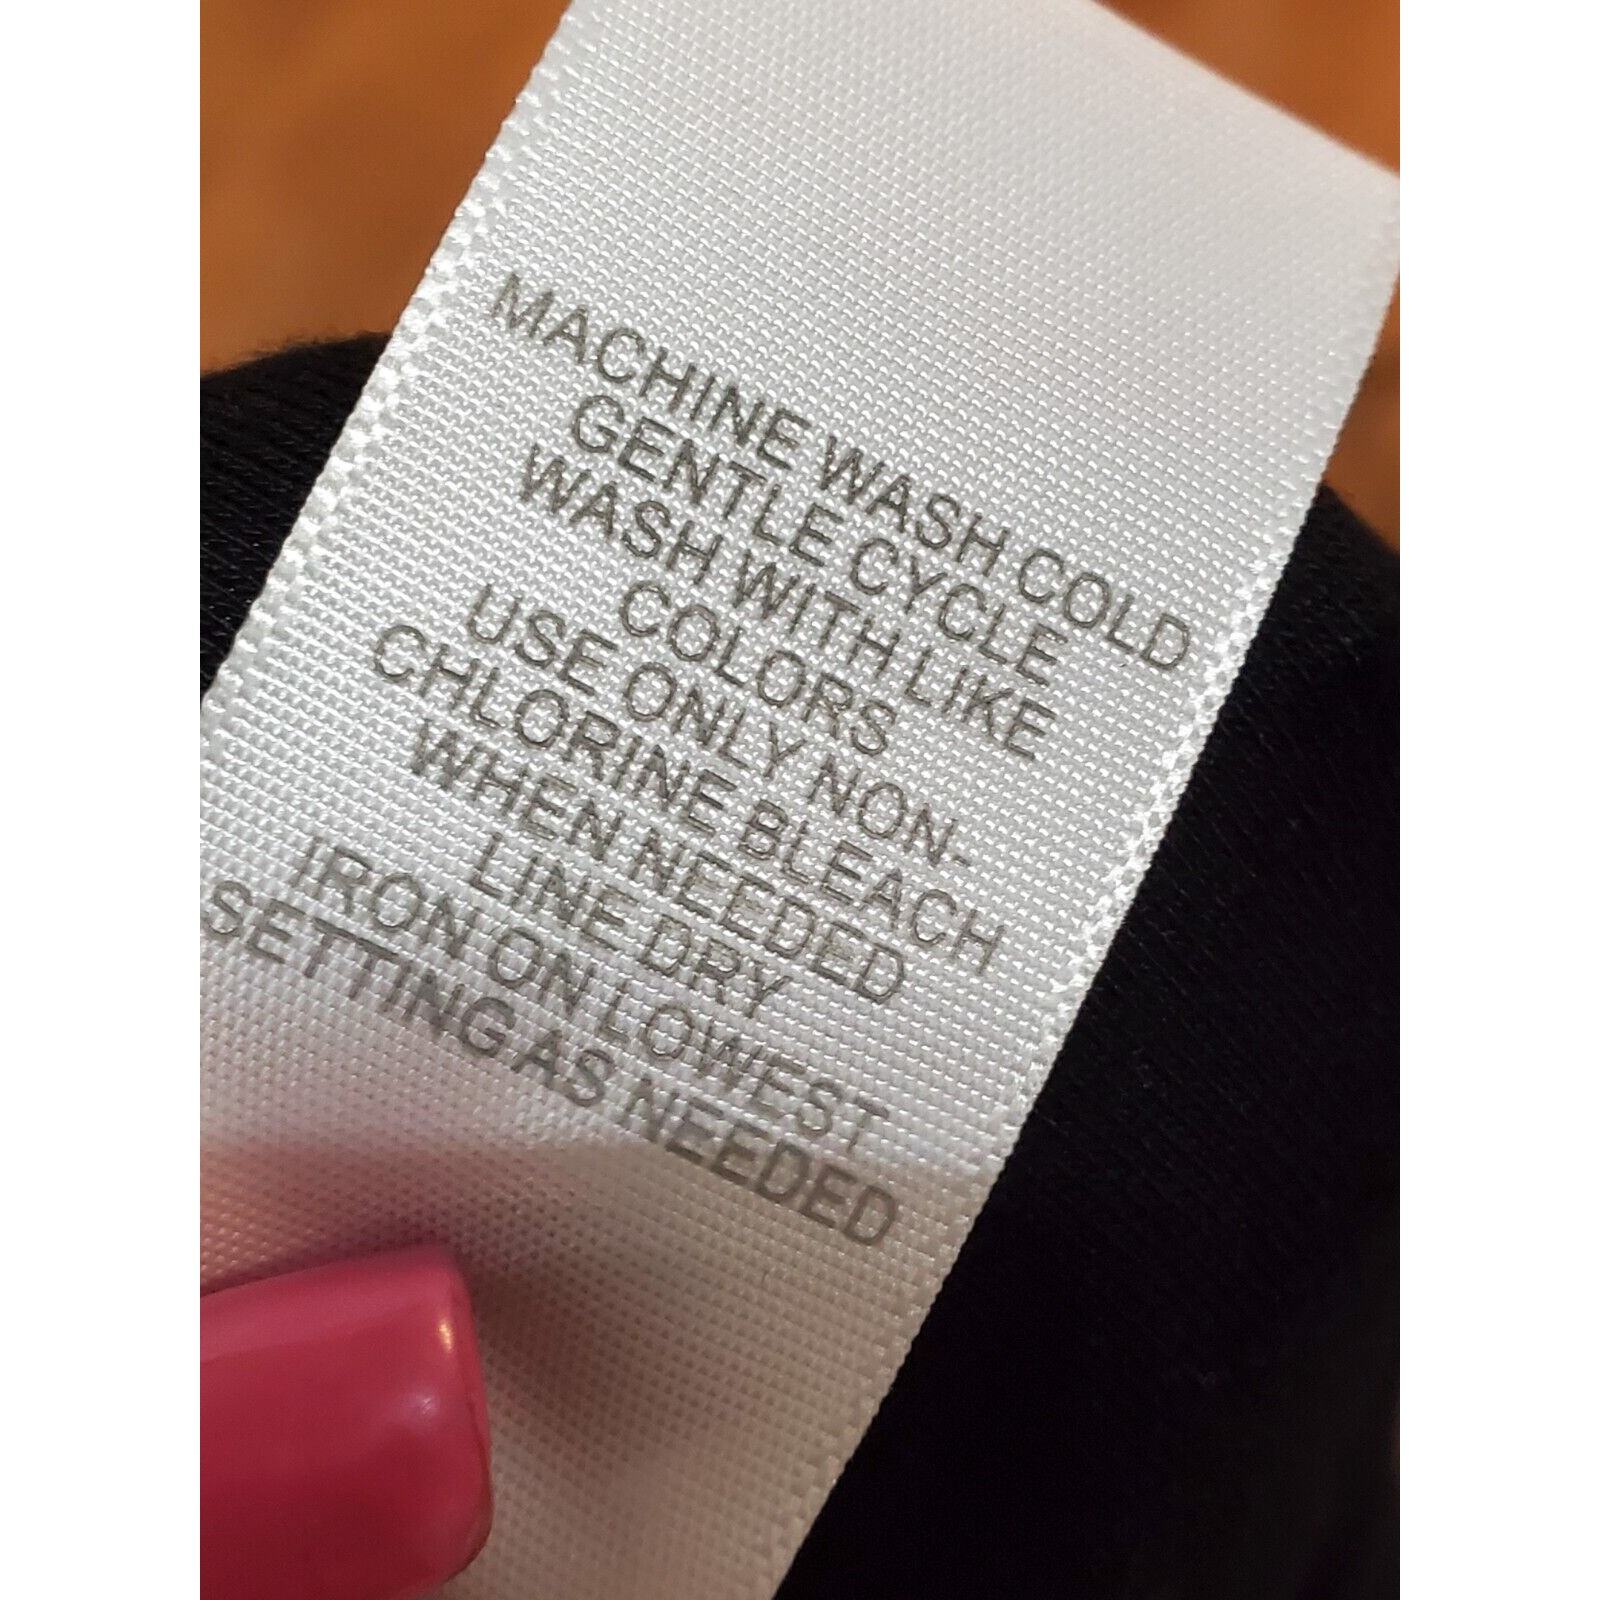 MACHINE WASH COLD
GENTLE CYCLE
WASH WITH LIKE
COLORS
USE ONLY NON-
CHLORINE BLEACH
WHEN NEEDED
LINE DRY
IRON ON LOWEST
SETTING AS NEEDED